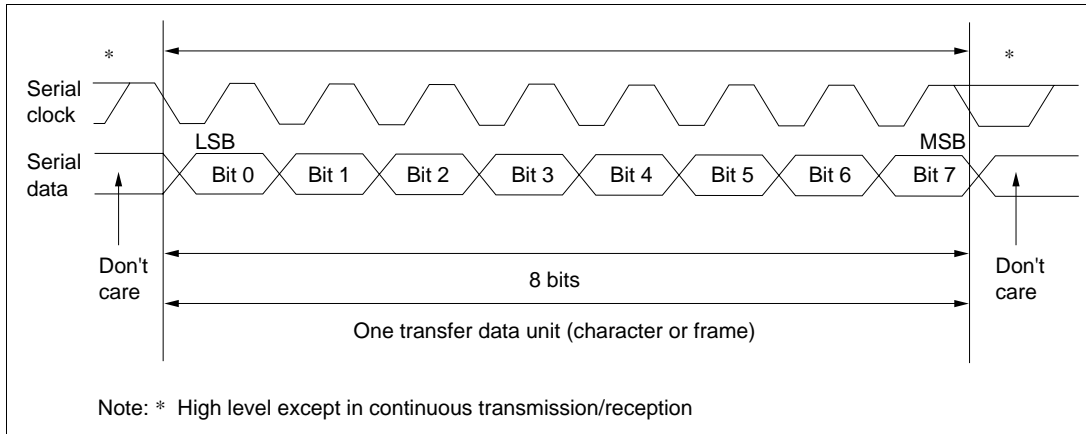 * *
Serial clock
LSB MSB
Serial data
Bit 0 Bit 1 Bit 2 Bit 3 Bit 4 Bit 5 Bit 6 Bit 7
Don't care
Don't care
8 bits
One transfer data unit (character or frame)
Note: * High level except in continuous transmission/reception